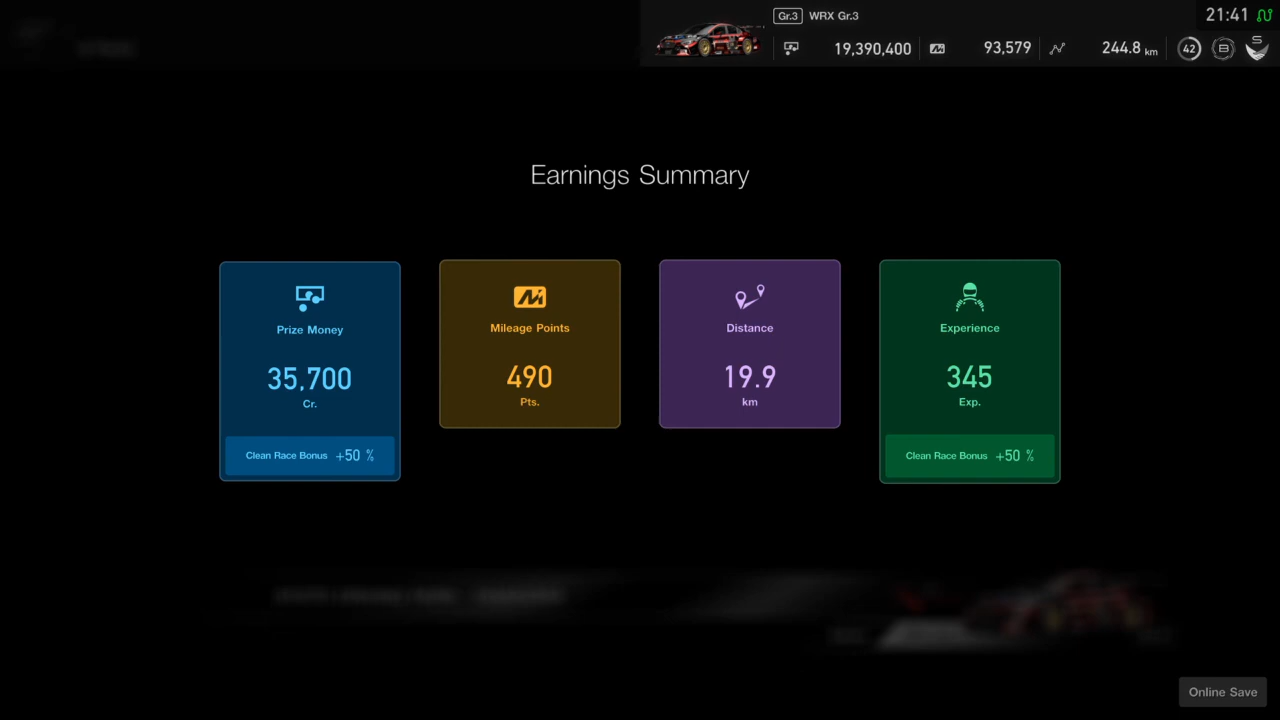 Gr.3 WRX Gr.3 21:41
19,390,400 93,579 244.8 km 42 B S
Earnings Summary
Prize Money
35,700
Cr.
Clean Race Bonus +50 %
Mileage Points
490
Pts.
Distance
19.9
km
Experience
345
Exp.
Clean Race Bonus +50 %
Online Save